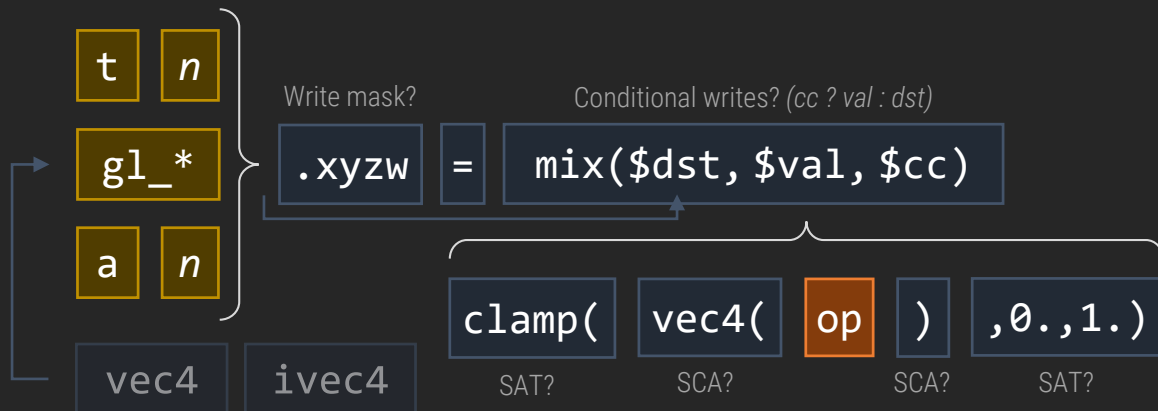 t n
gl_*
a n
Write mask?
.xyzw =
Conditional writes? (cc ? val : dst)
mix($dst, $val, $cc)
clamp( vec4( op ) ,0.,1.)
SAT? SCA? SCA? SAT?
vec4 ivec4